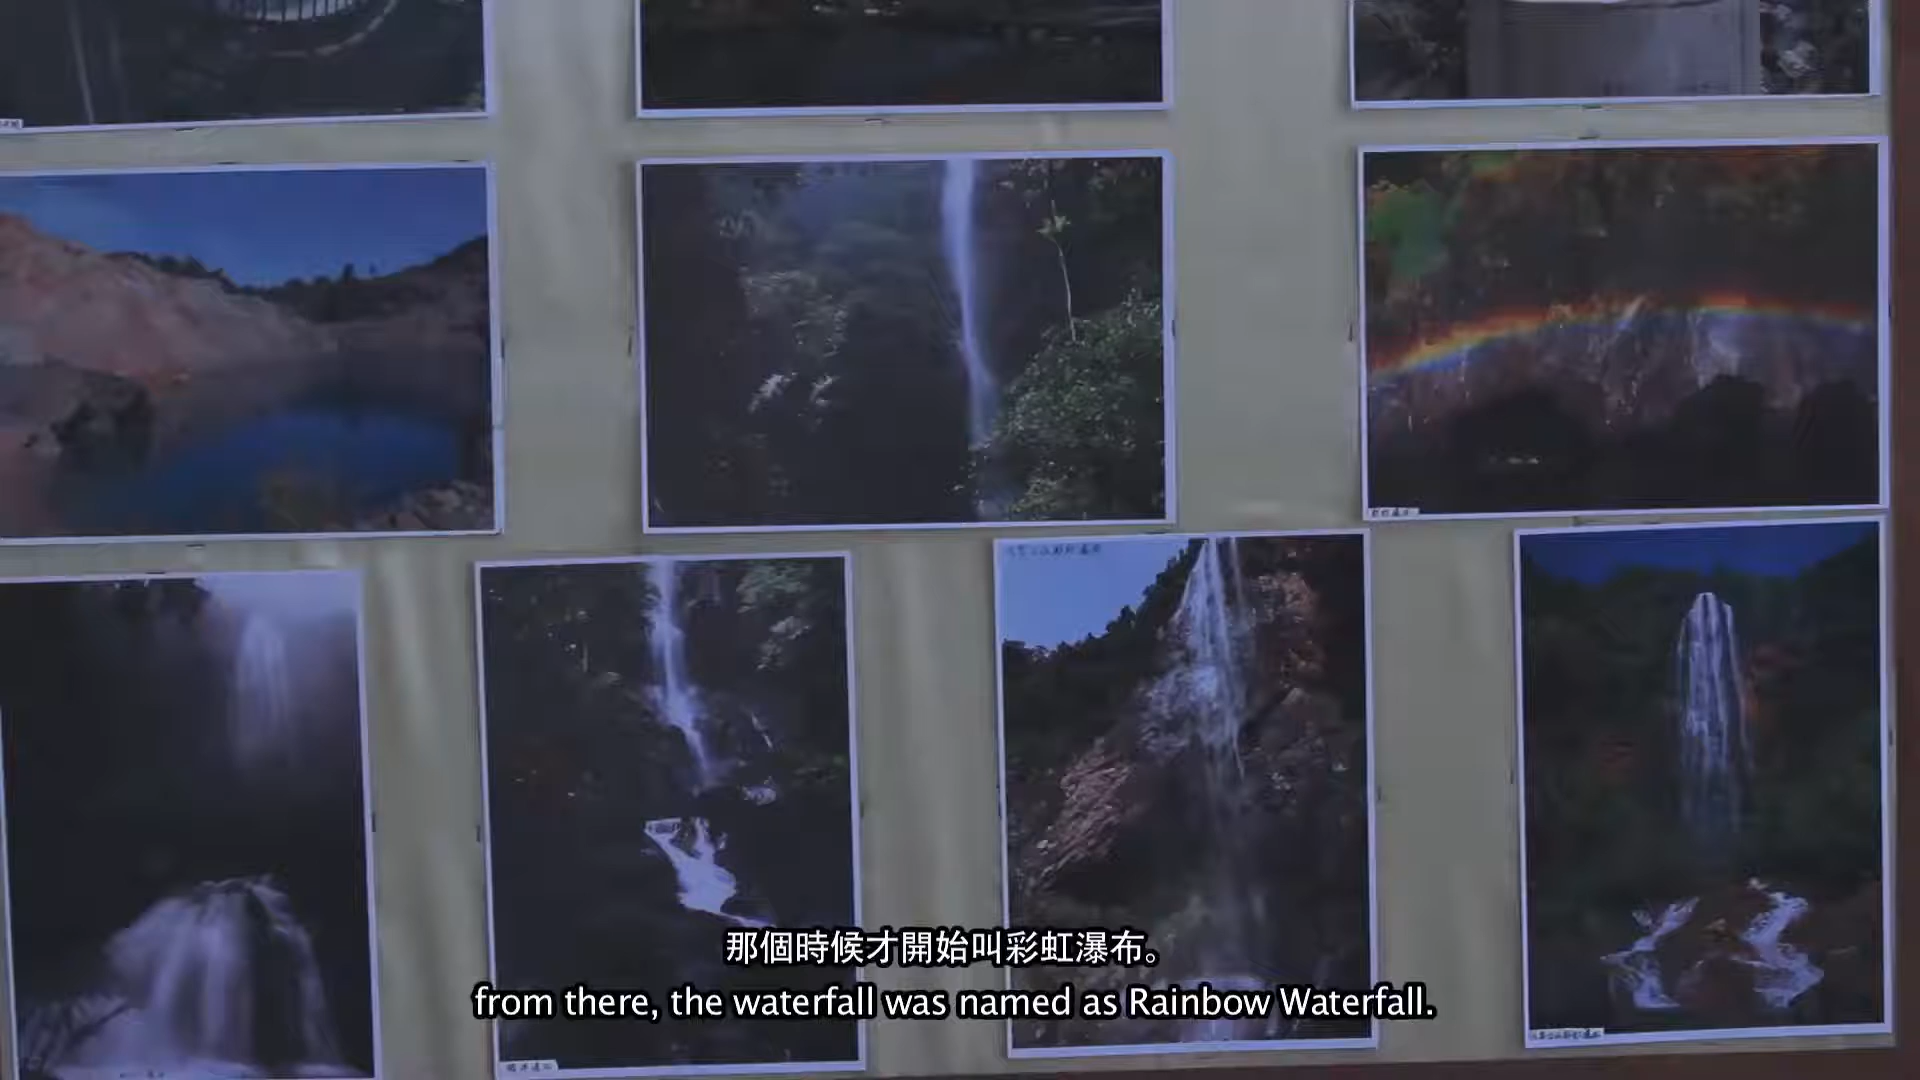 那個時候才開始叫彩虹瀑布。
from there, the waterfall was named as Rainbow Waterfall.